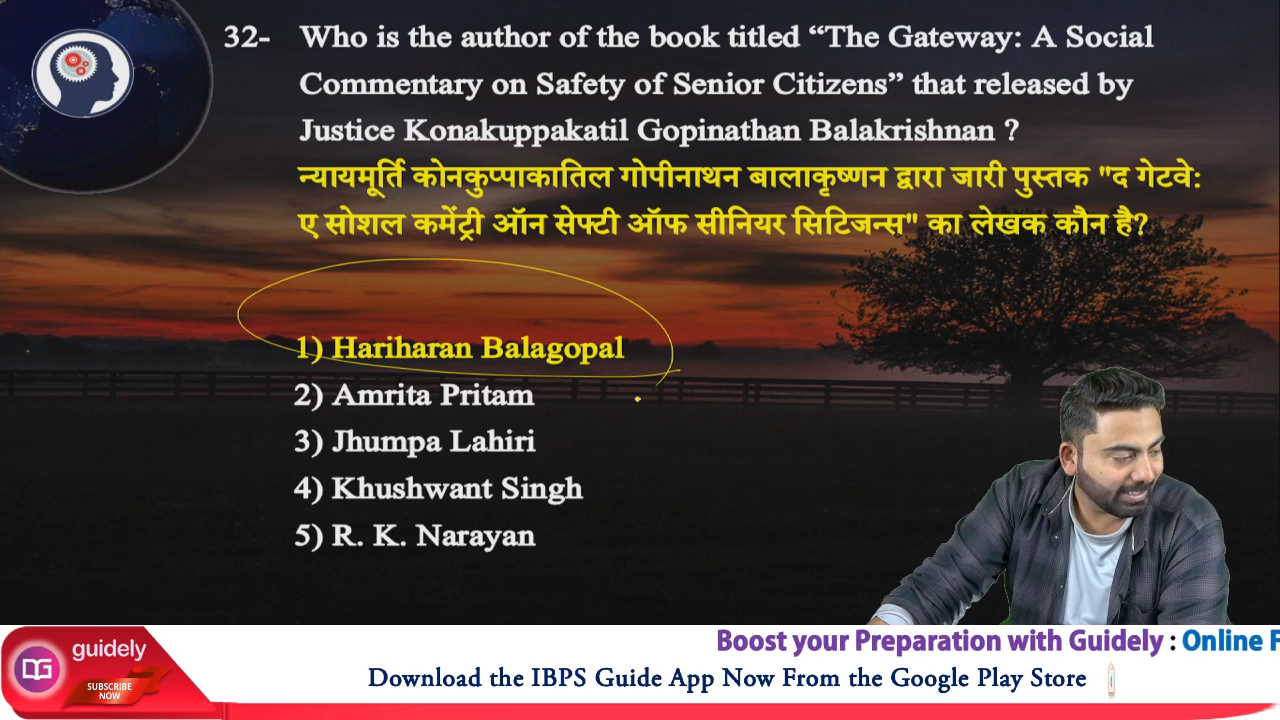 32- Who is the author of the book titled “The Gateway: A Social
Commentary on Safety of Senior Citizens” that released by
Justice Konakuppakatil Gopinathan Balakrishnan ?
न्यायमूर्ति कोनकुप्पाकातिल गोपीनाथन बालाकृष्णन द्वारा जारी पुस्तक "द गेटवे:
ए सोशल कमेंट्री ऑन सेफ्टी ऑफ सीनियर सिटिजन्स" का लेखक कौन है?
1) Hariharan Balagopal
2) Amrita Pritam
3) Jhumpa Lahiri
4) Khushwant Singh
5) R. K. Narayan
Boost your Preparation with Guidely : Online F
guidely
SUBSCRIBE
NOW
Download the IBPS Guide App Now From the Google Play Store